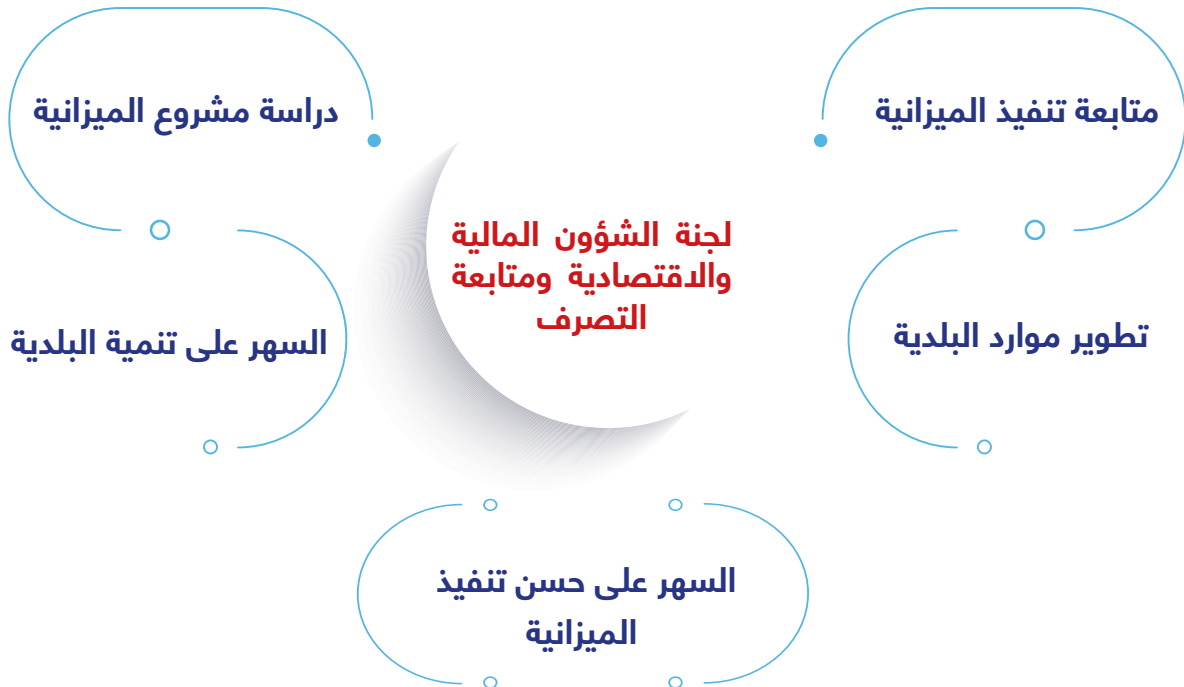 متابعة تنفيذ الميزانية
دراسة مشروع الميزانية
لجنة الشؤون المالية
والاقتصادية ومتابعة
التصرف
تطوير موارد البلدية
السهر على تنمية البلدية
السهر على حسن تنفيذ
الميزانية